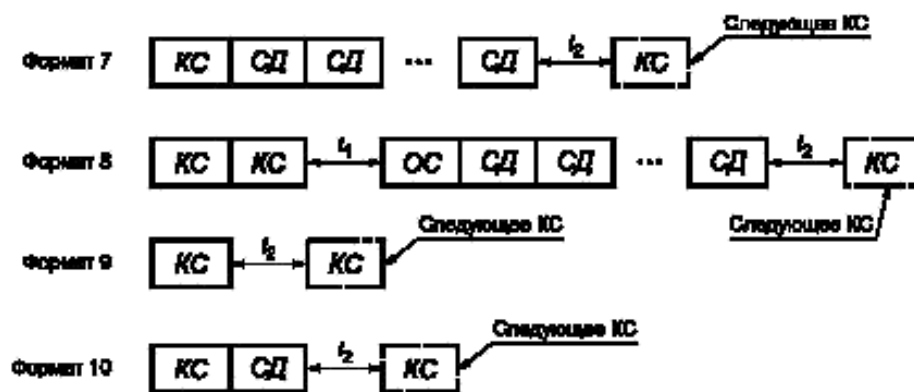 Следующее КС
Формат 7 КС СД СД ... СД t₂ КС
Формат 8 КС КС t₁ ОС СД СД ... СД t₂ КС
Следующее КС Следующее КС
Формат 9 КС t₂ КС
Следующее КС
Формат 10 КС СД t₂ КС